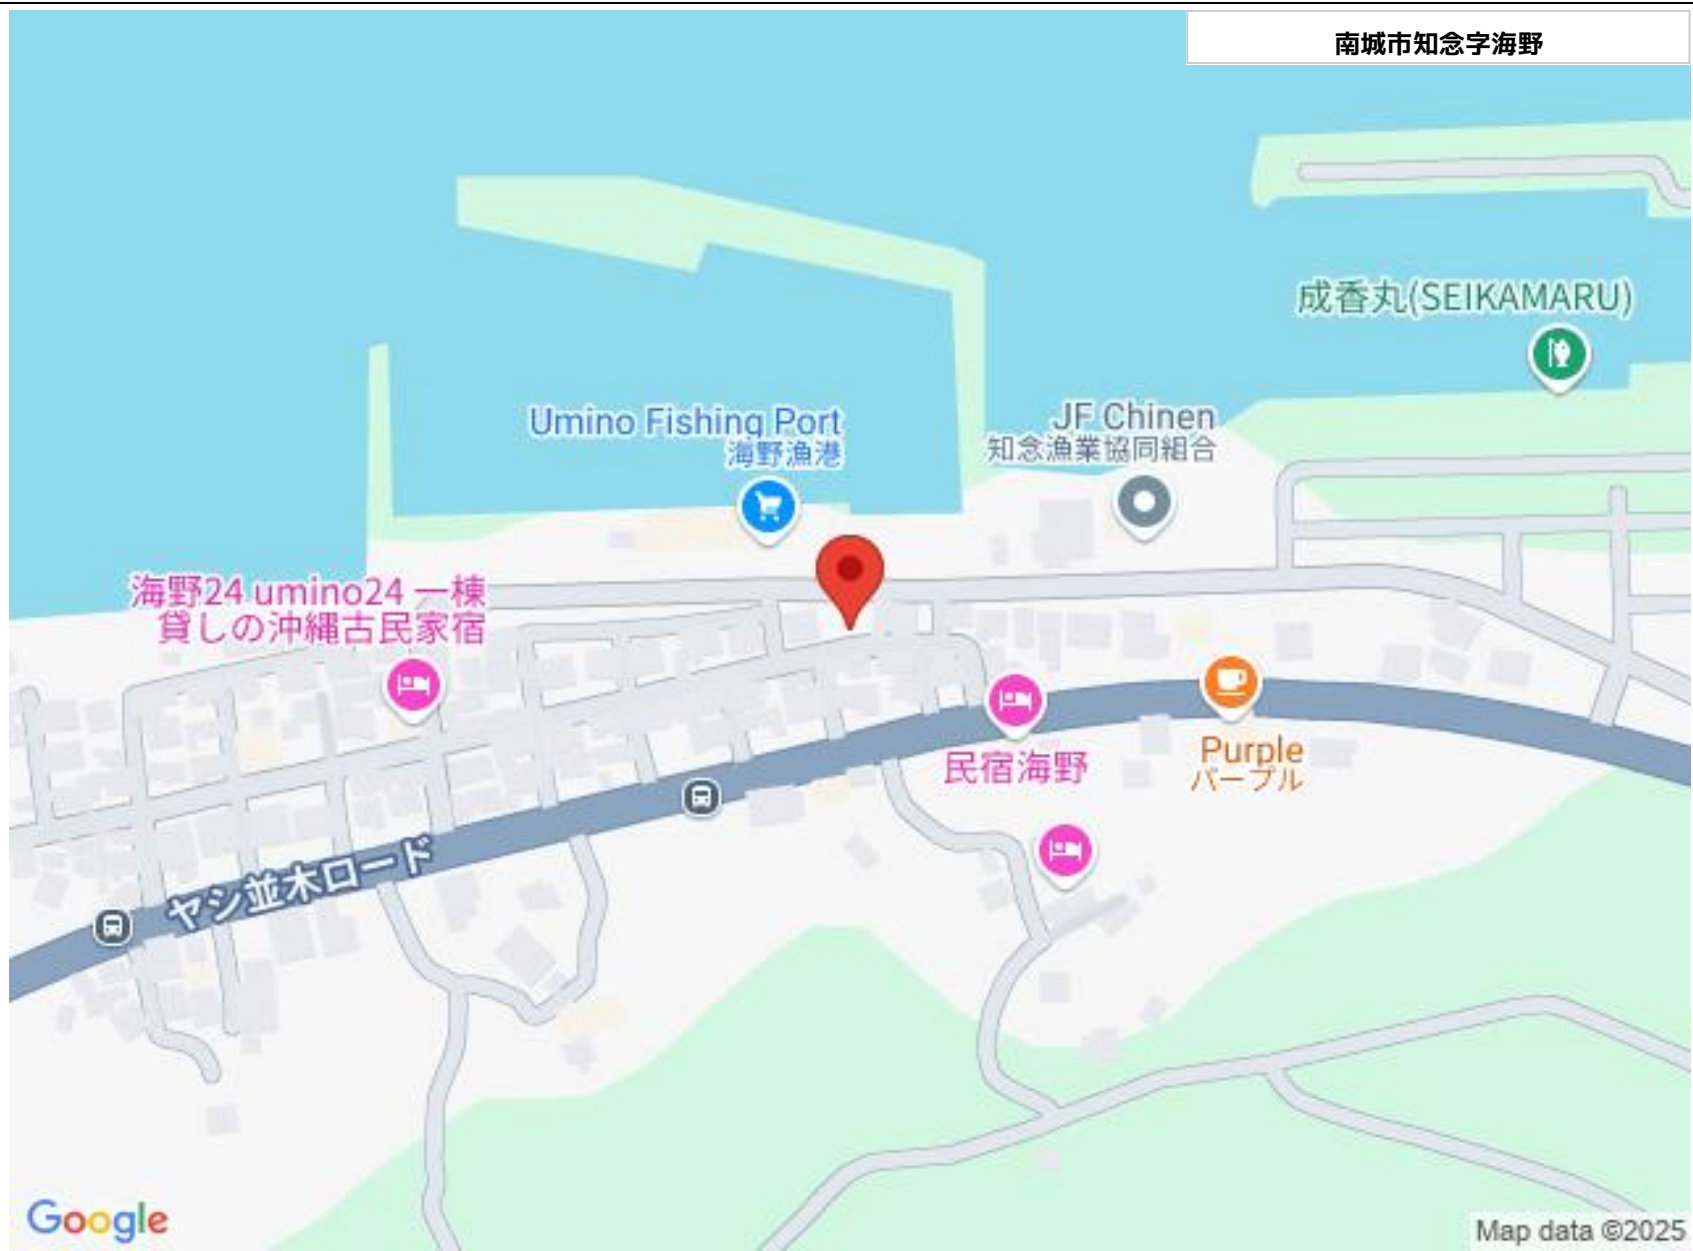 南城市知念字海野
成香丸(SEIKAMARU)
Umino Fishing Port
海野漁港
JF Chinen
知念漁業協同組合
海野24 umino24 一棟
貸しの沖縄古民家宿
民宿海野
Purple
パープル
ヤシ並木ロード
Google
Map data ©2025